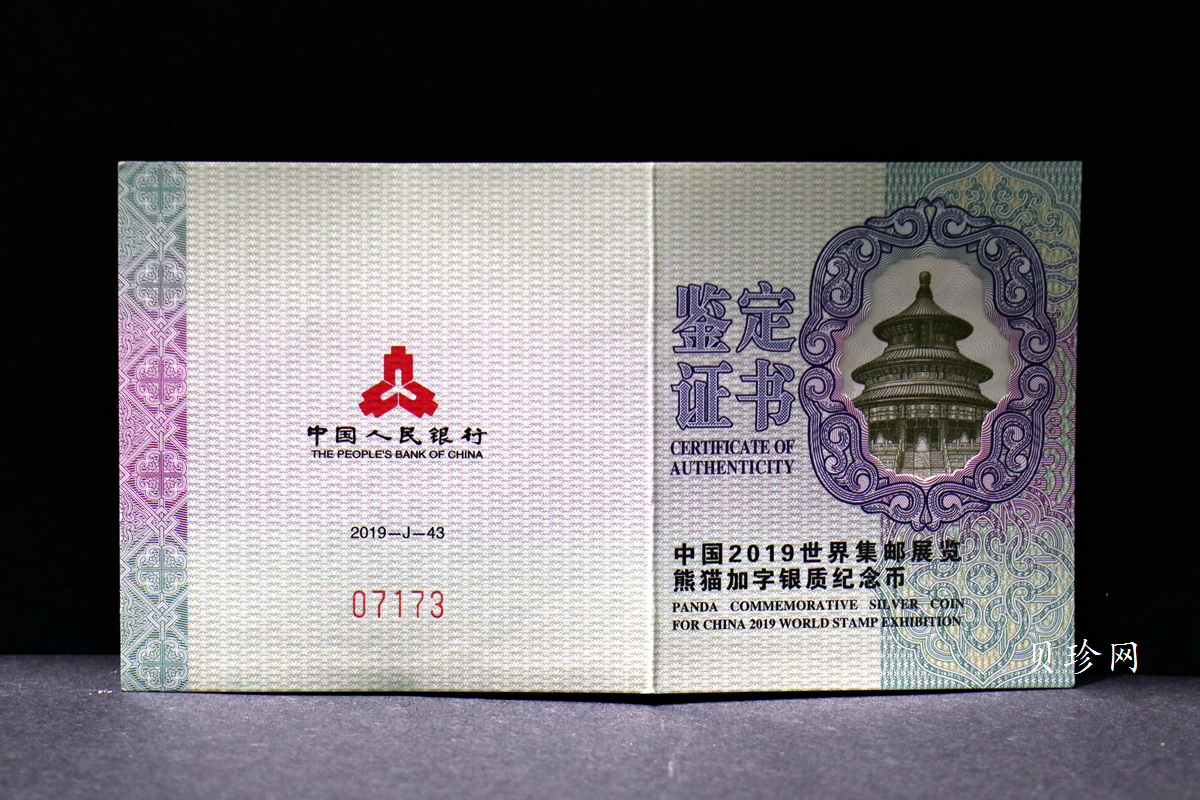 中国人民银行
THE PEOPLE'S BANK OF CHINA
2019—J—43
07173
鉴定
证书
CERTIFICATE OF
AUTHENTICITY
中国2019世界集邮展览
熊猫加字银质纪念币
PANDA COMMEMORATIVE SILVER COIN
FOR CHINA 2019 WORLD STAMP EXHIBITION
贝珍网